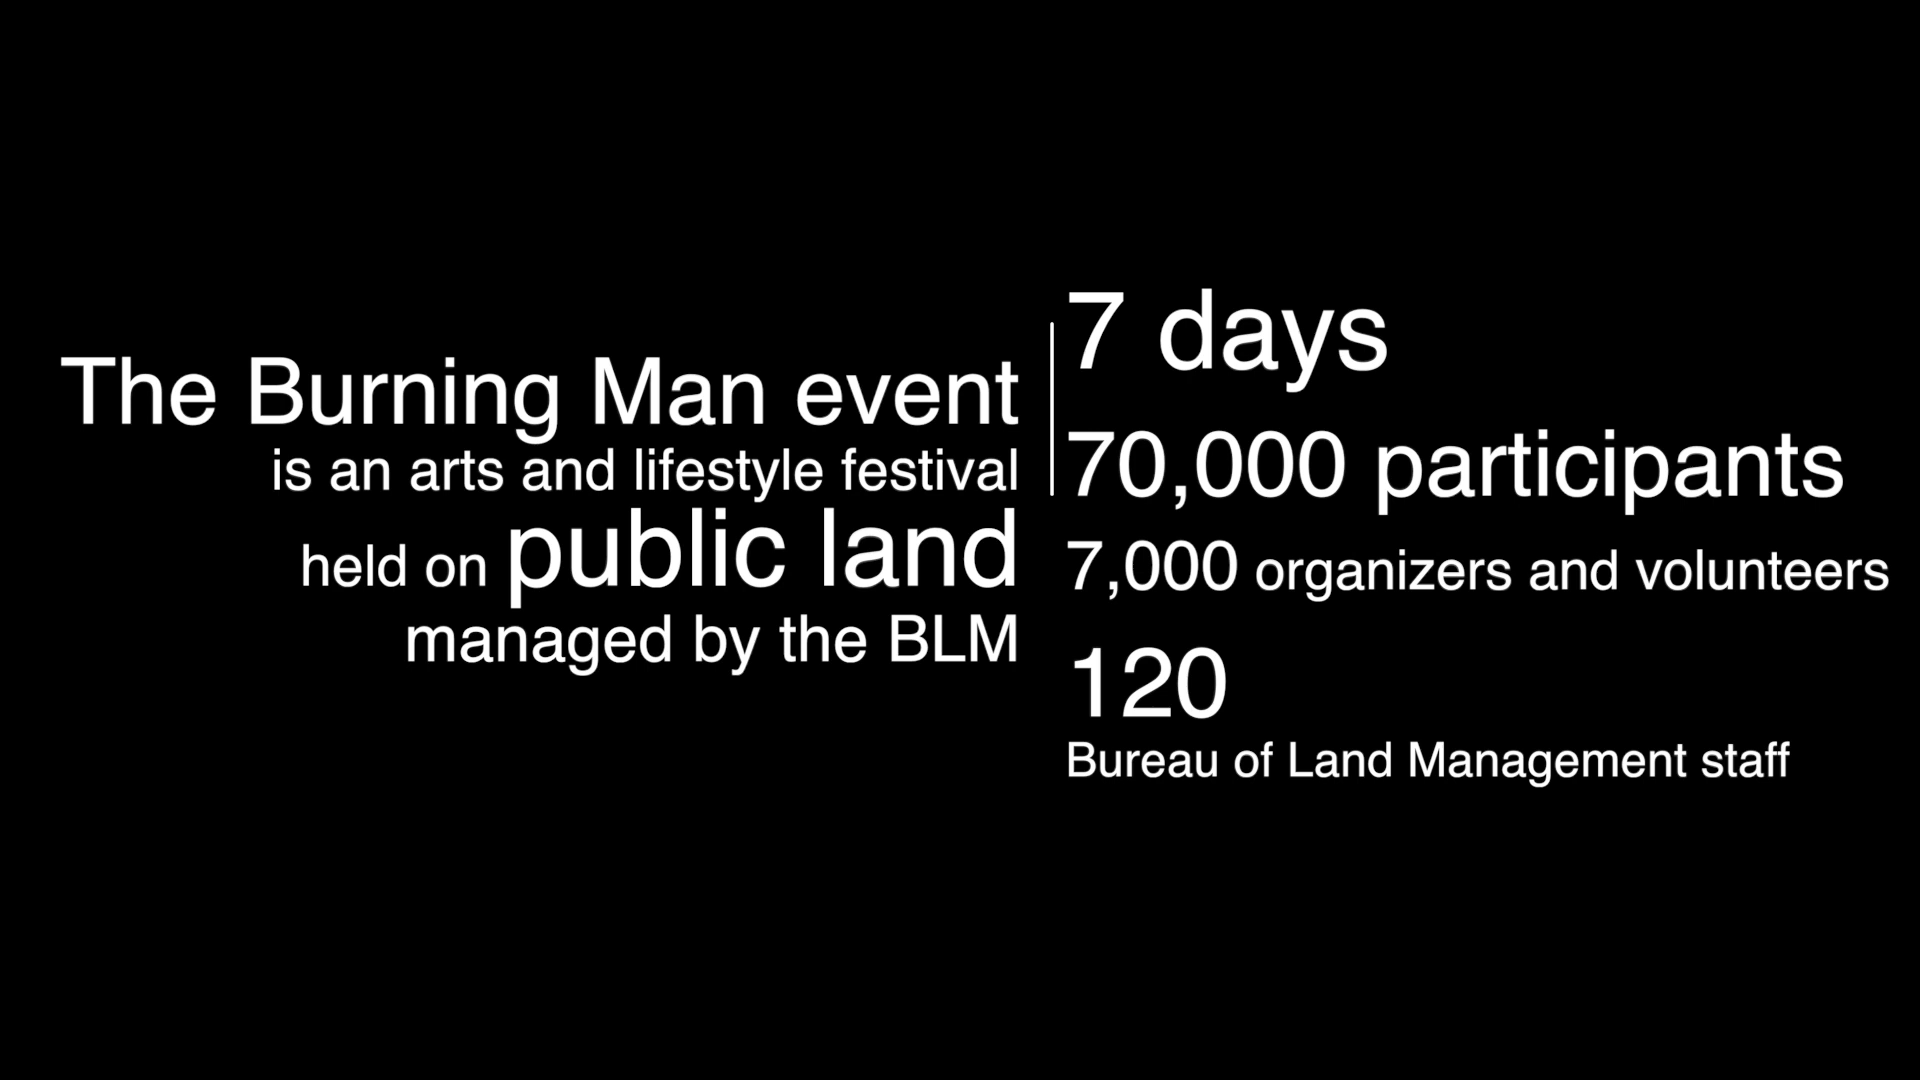 The Burning Man event
is an arts and lifestyle festival
held on public land
managed by the BLM
7 days
70,000 participants
7,000 organizers and volunteers
120
Bureau of Land Management staff